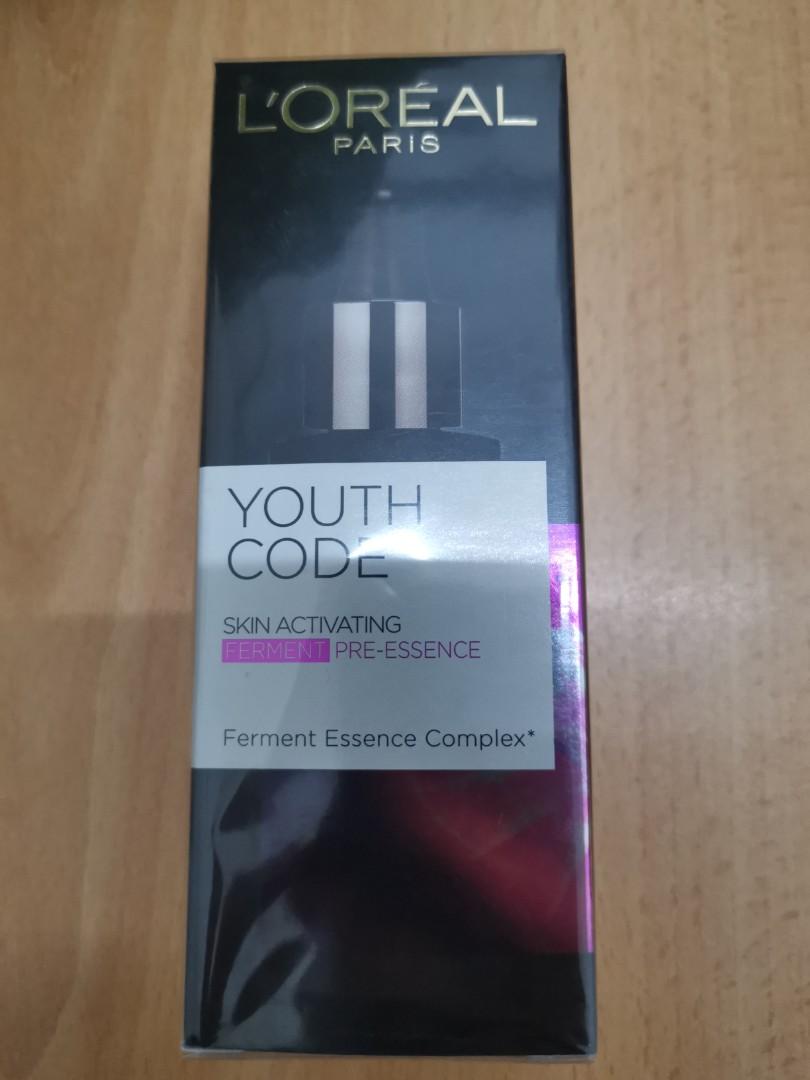 L'ORÉAL
PARIS
YOUTH
CODE
SKIN ACTIVATING
FERMENT PRE-ESSENCE
Ferment Essence Complex*